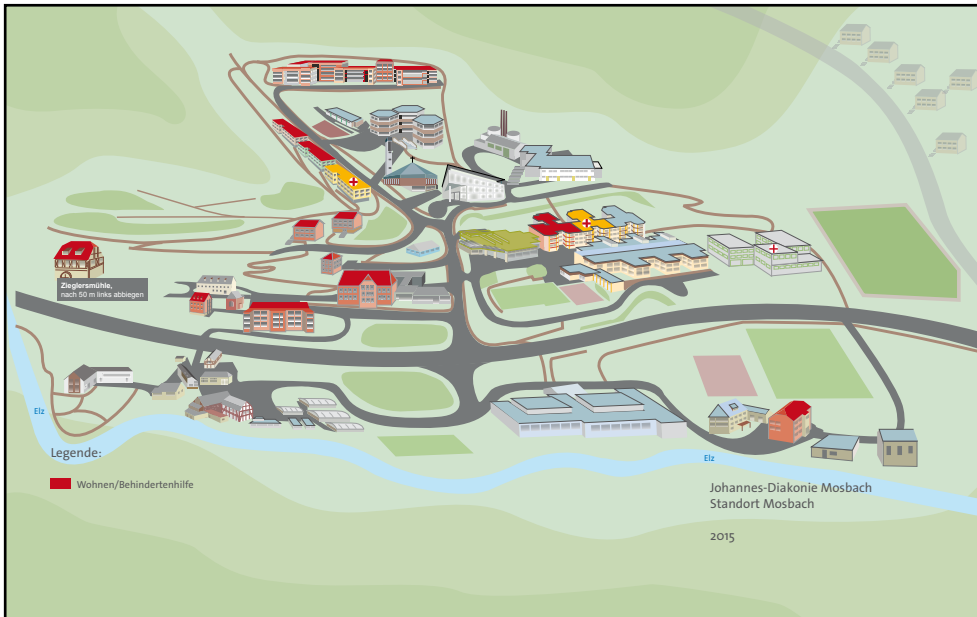 Zieglersmühle,
nach 50 m links abbiegen
Elz
Legende:
Wohnen/Behindertenhilfe
Elz
Johannes-Diakonie Mosbach
Standort Mosbach
2015